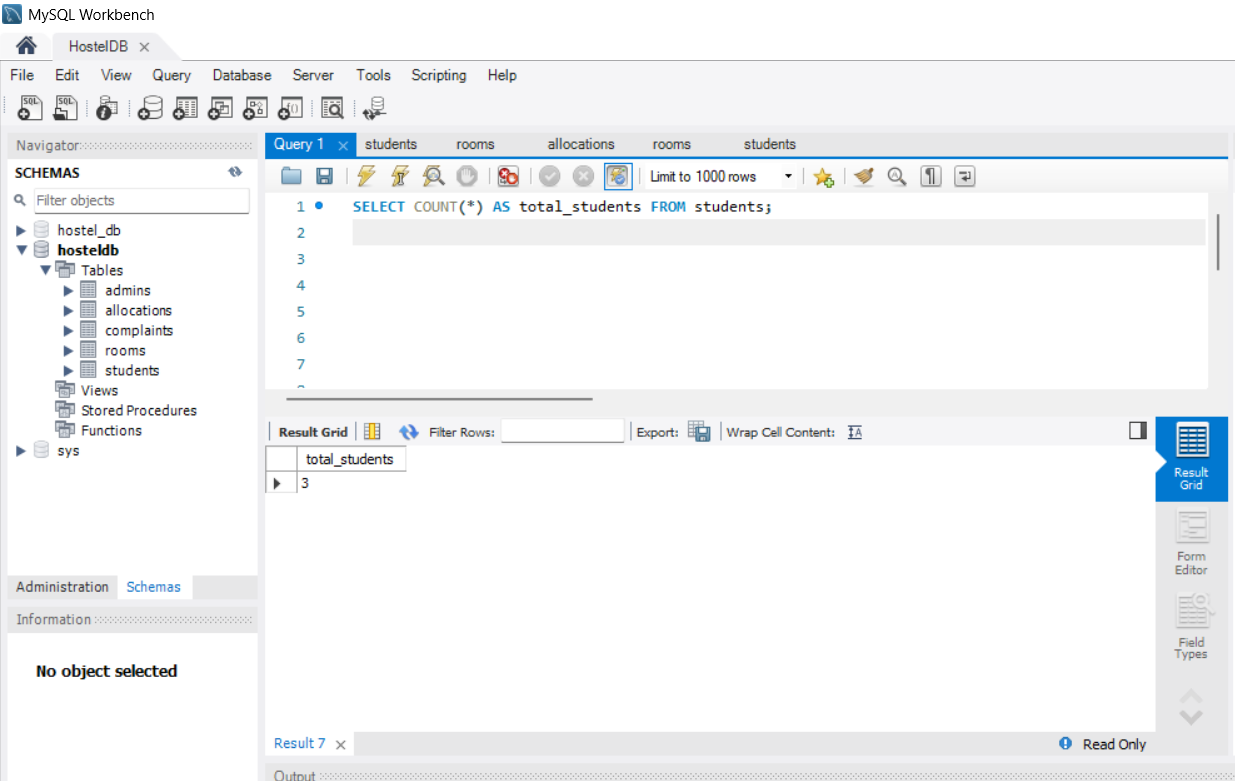 MySQL Workbench
HostelDB
File Edit View Query Database Server Tools Scripting Help
Navigator
SCHEMAS
Filter objects
hostel_db
hosteldb
Tables
admins
allocations
complaints
rooms
students
Views
Stored Procedures
Functions
sys
Administration Schemas
Information
No object selected
Query 1 students rooms allocations rooms students
Limit to 1000 rows
1 SELECT COUNT(*) AS total_students FROM students;
2
3
4
5
6
7
Result Grid Filter Rows: Export: Wrap Cell Content:
total_students
3
Result
Grid
Form
Editor
Field
Types
Result 7 Read Only
Output